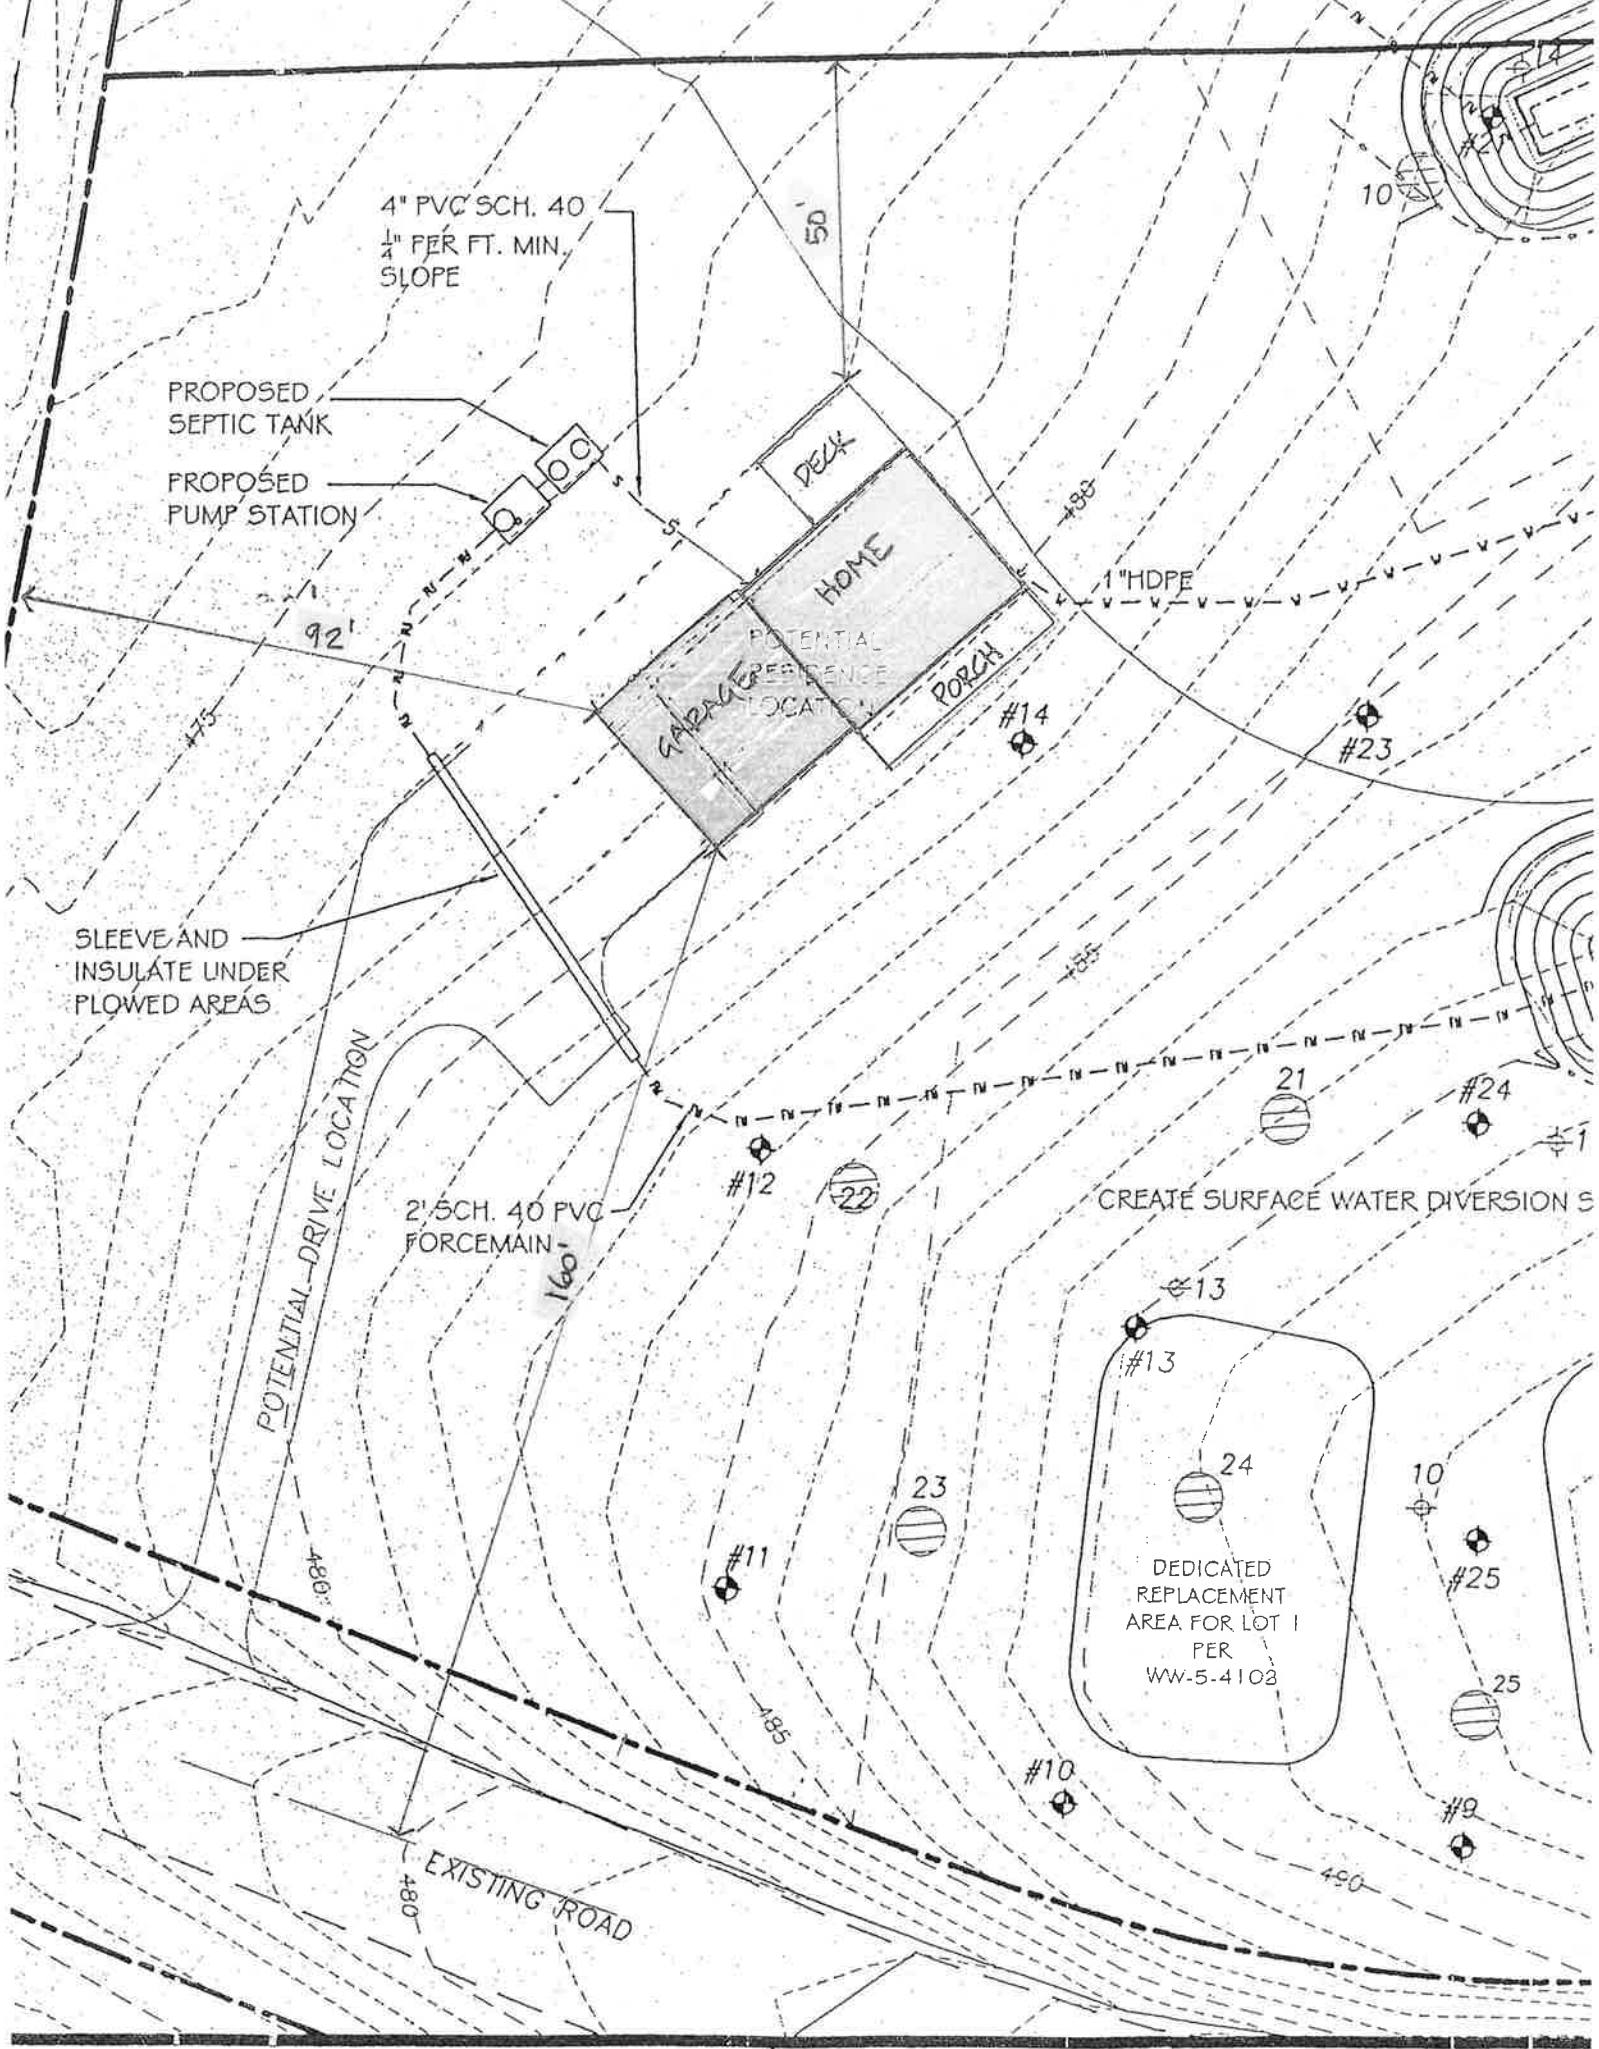 14
#27
10
4" PVC SCH. 40
¼" PER FT. MIN.
SLOPE
50'
PROPOSED
SEPTIC TANK
PROPOSED
PUMP STATION
DECK
HOME
480
1"HDPE
92'
POTENTIAL
RESIDENCE
LOCATION
GARAGE
PORCH
#14
#23
475
SLEEVE AND
INSULATE UNDER
PLOWED AREAS
485
POTENTIAL DRIVE LOCATION
21
#24
1
#12
22
CREATE SURFACE WATER DIVERSION S
2' SCH. 40 PVC
FORCEMAIN
160'
13
#13
24
23
10
480
#11
#25
DEDICATED
REPLACEMENT
AREA FOR LOT 1
PER
WW-5-4103
25
485
#10
#9
490
480
EXISTING ROAD